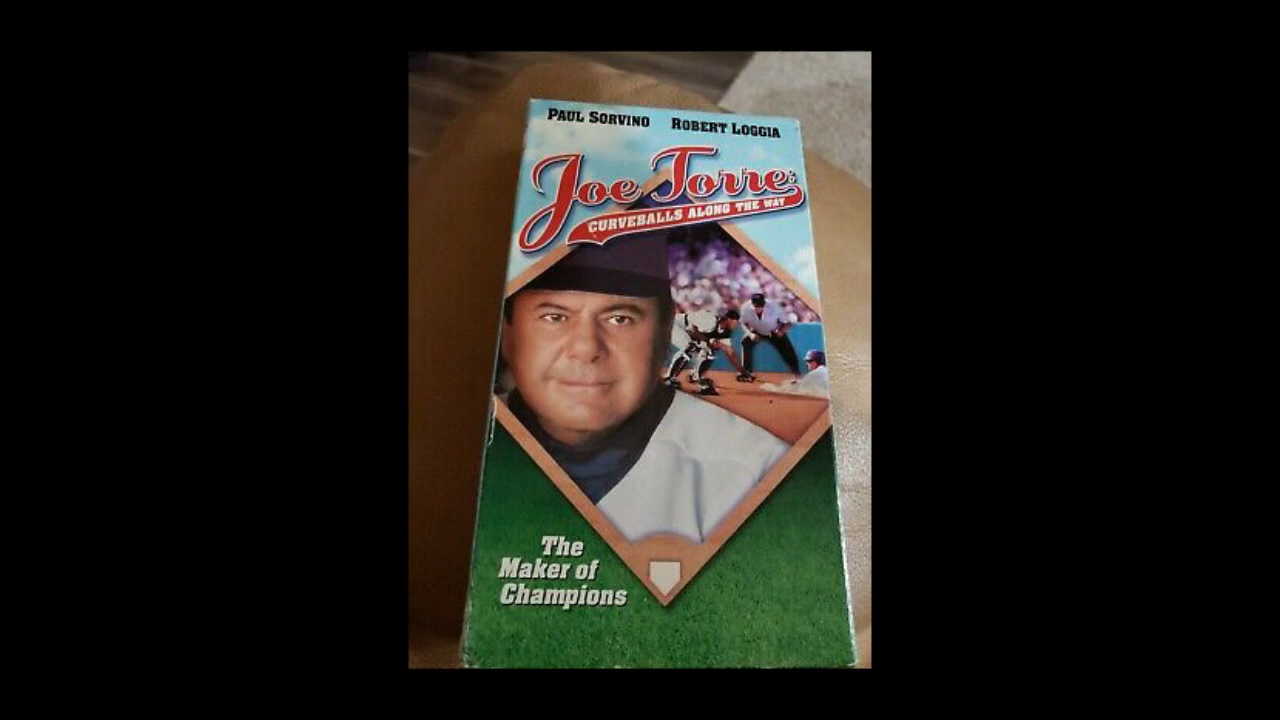 PAUL SORVINO ROBERT LOGGIA
Joe Torre:
CURVEBALLS ALONG THE WAY
The
Maker of
Champions